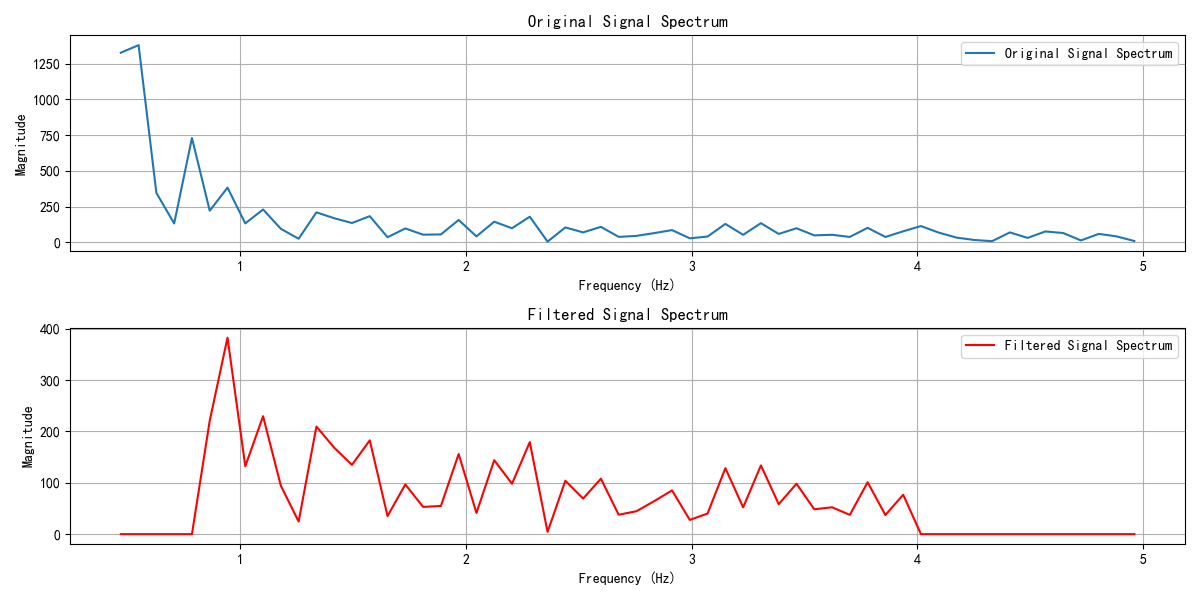 Original Signal Spectrum
Original Signal Spectrum
1250
1000
750
500
250
0
Magnitude
1 2 3 4 5
Frequency (Hz)
Filtered Signal Spectrum
Filtered Signal Spectrum
400
300
200
100
0
Magnitude
1 2 3 4 5
Frequency (Hz)